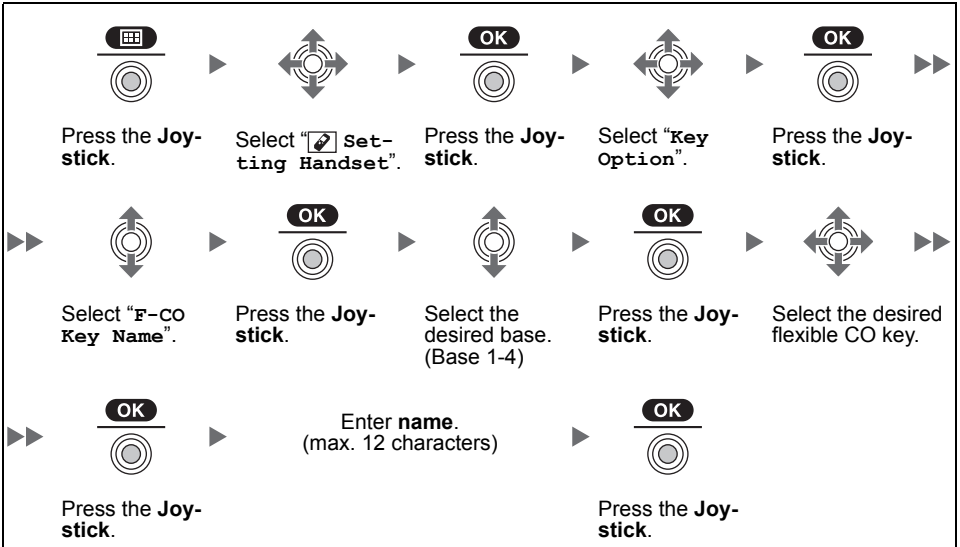 OK
OK
Press the Joy-
stick.
Select “Set-
ting Handset”.
Press the Joy-
stick.
Select “Key
Option”.
Press the Joy-
stick.
OK
OK
Select “F-CO
Key Name”.
Press the Joy-
stick.
Select the
desired base.
(Base 1-4)
Press the Joy-
stick.
Select the desired
flexible CO key.
OK
Enter name.
(max. 12 characters)
OK
Press the Joy-
stick.
Press the Joy-
stick.